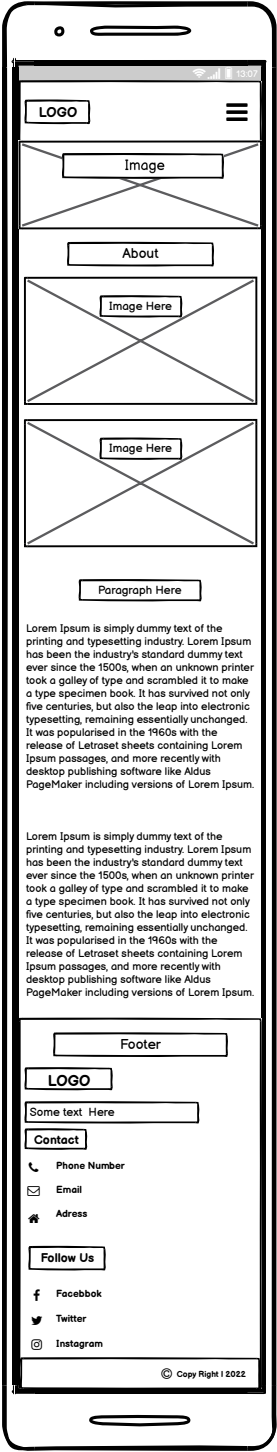 13:07
LOGO
Image
About
Image Here
Image Here
Paragraph Here
Lorem Ipsum is simply dummy text of the
printing and typesetting industry. Lorem Ipsum
has been the industry's standard dummy text
ever since the 1500s, when an unknown printer
took a galley of type and scrambled it to make
a type specimen book. It has survived not only
five centuries, but also the leap into electronic
typesetting, remaining essentially unchanged.
It was popularised in the 1960s with the
release of Letraset sheets containing Lorem
Ipsum passages, and more recently with
desktop publishing software like Aldus
PageMaker including versions of Lorem Ipsum.
Lorem Ipsum is simply dummy text of the
printing and typesetting industry. Lorem Ipsum
has been the industry's standard dummy text
ever since the 1500s, when an unknown printer
took a galley of type and scrambled it to make
a type specimen book. It has survived not only
five centuries, but also the leap into electronic
typesetting, remaining essentially unchanged.
It was popularised in the 1960s with the
release of Letraset sheets containing Lorem
Ipsum passages, and more recently with
desktop publishing software like Aldus
PageMaker including versions of Lorem Ipsum.
Footer
LOGO
Some text Here
Contact
Phone Number
Email
Adress
Follow Us
Facebbok
Twitter
Instagram
© Copy Right I 2022